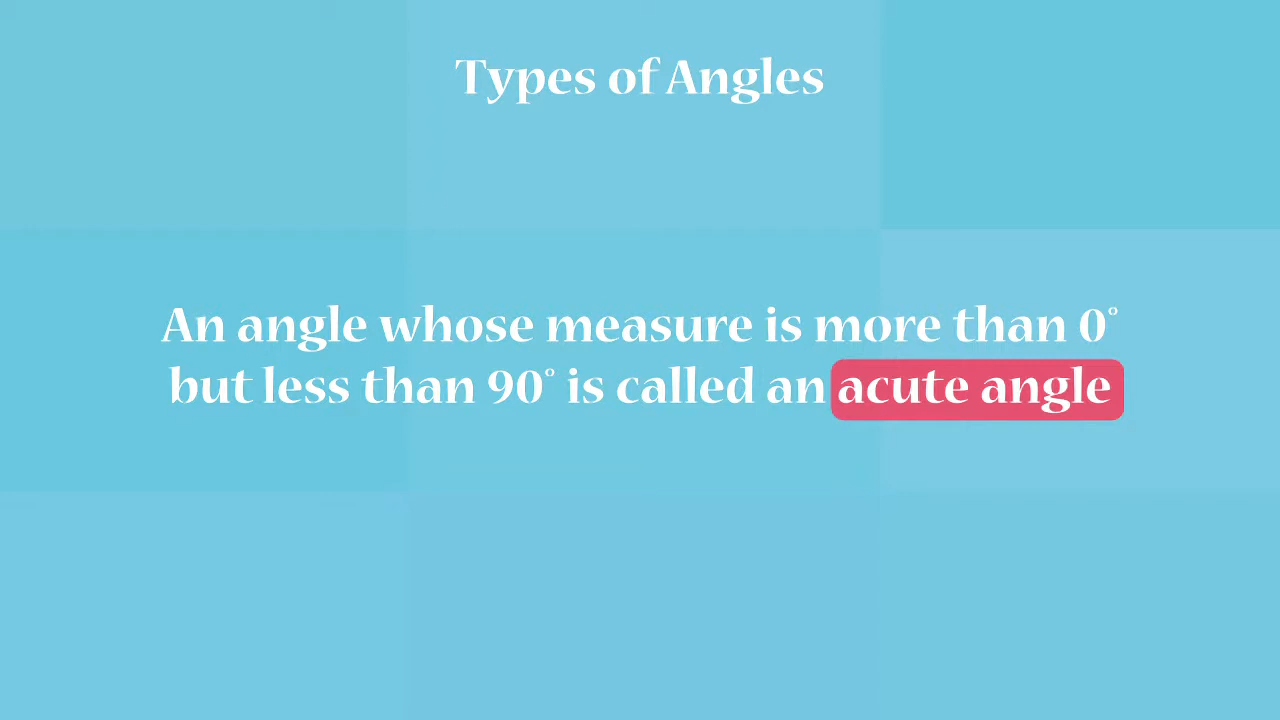 Types of Angles
An angle whose measure is more than 0°
but less than 90° is called an acute angle